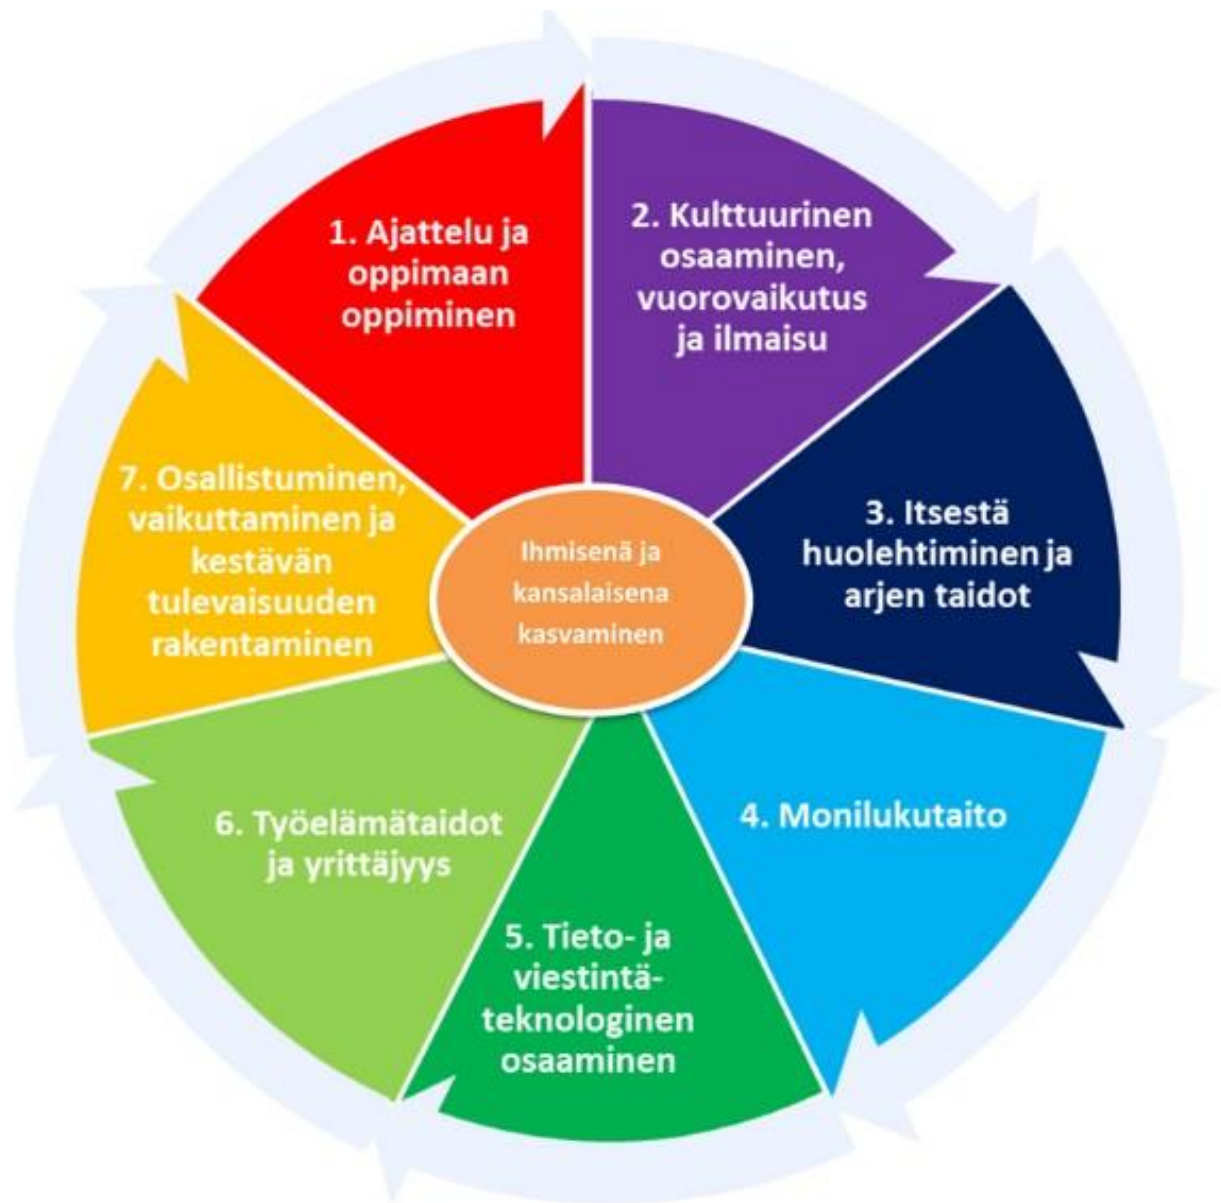 1. Ajattelu ja
oppimaan
oppiminen
2. Kulttuurinen
osaaminen,
vuorovaikutus
ja ilmaisu
3. Itsestä
huolehtiminen ja
arjen taidot
4. Monilukutaito
5. Tieto- ja
viestintä-
teknologinen
osaaminen
6. Työelämätaidot
ja yrittäjyys
7. Osallistuminen,
vaikuttaminen ja
kestävän
tulevaisuuden
rakentaminen
Ihmisenä ja
kansalaisena
kasvaminen